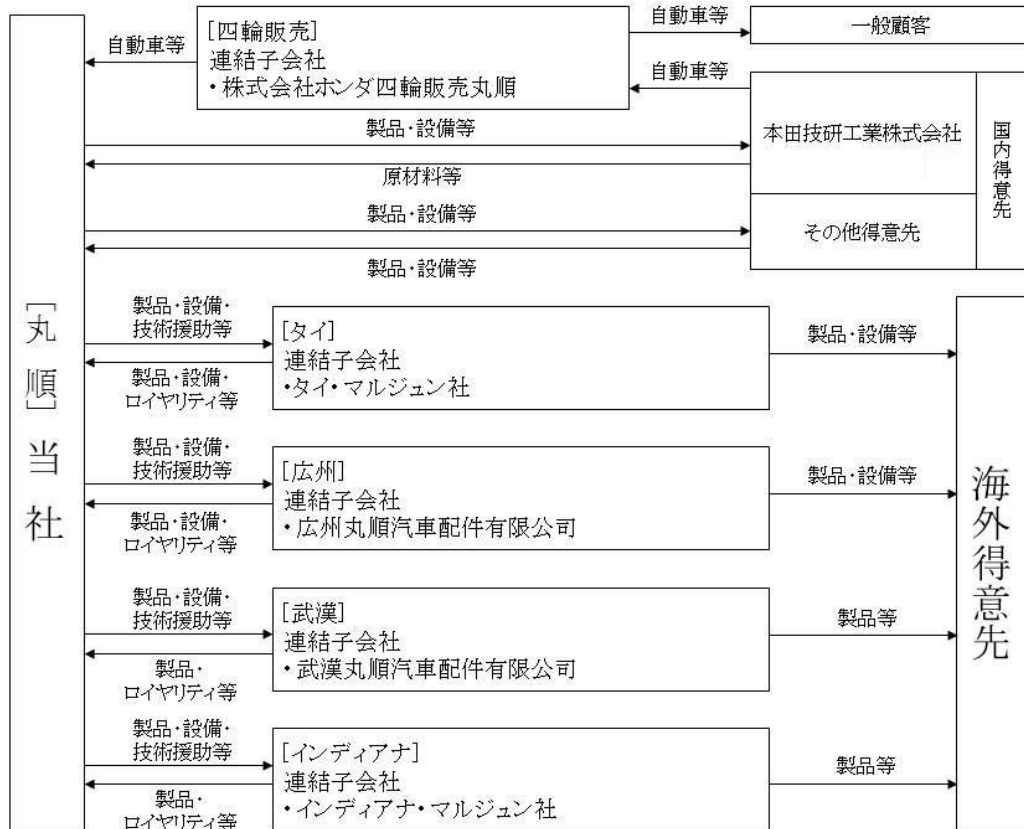 [四輪販売]
連結子会社
・株式会社ホンダ四輪販売丸順
自動車等
自動車等
一般顧客
自動車等
製品・設備等
原材料等
本田技研工業株式会社
国内得意先
製品・設備等
製品・設備等
その他得意先
[丸順]当社
製品・設備・
技術援助等
製品・設備・
ロイヤリティ等
[タイ]
連結子会社
・タイ・マルジュン社
製品・設備等
製品・設備・
技術援助等
製品・設備・
ロイヤリティ等
[広州]
連結子会社
・広州丸順汽車配件有限公司
製品・設備等
海外得意先
製品・設備・
技術援助等
製品・
ロイヤリティ等
[武漢]
連結子会社
・武漢丸順汽車配件有限公司
製品等
製品・設備・
技術援助等
製品・
ロイヤリティ等
[インディアナ]
連結子会社
・インディアナ・マルジュン社
製品等